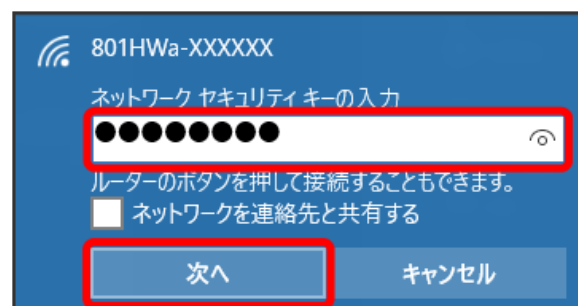 801HWa-XXXXXX
ネットワーク セキュリティ キーの入力
●●●●●●●●
ルーターのボタンを押して接続することもできます。
ネットワークを連絡先と共有する
次へ
キャンセル